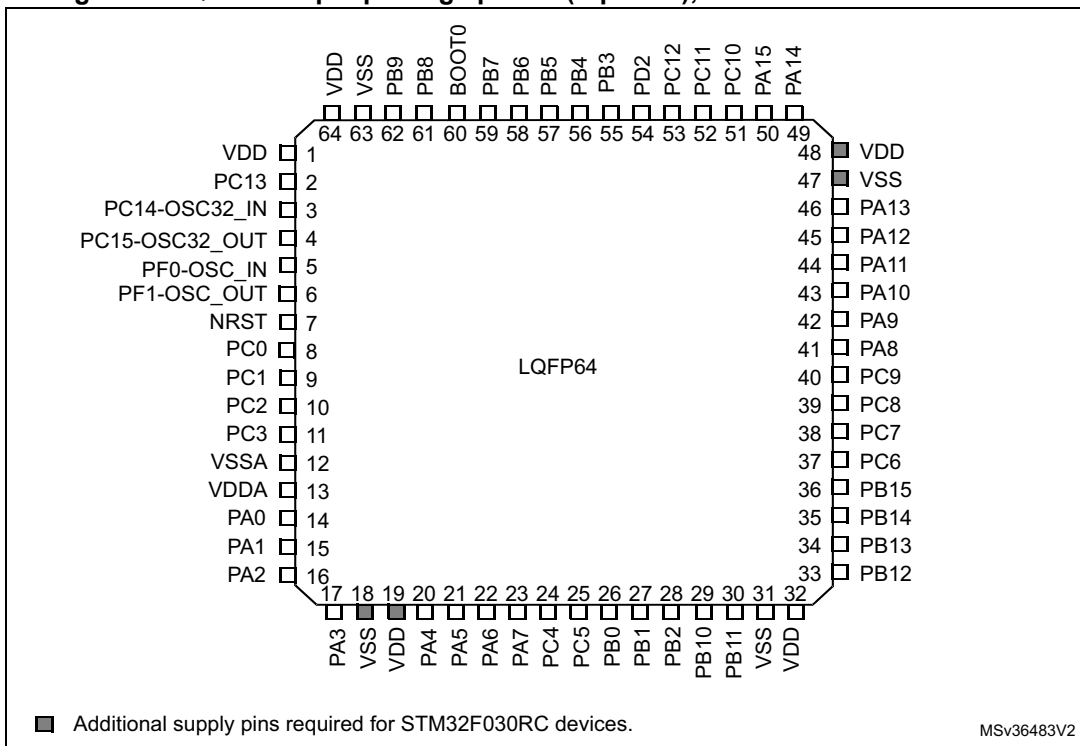 VDD
VSS
PB9
PB8
BOOT0
PB7
PB6
PB5
PB4
PB3
PD2
PC12
PC11
PC10
PA15
PA14
64 63 62 61 60 59 58 57 56 55 54 53 52 51 50 49
VDD 1
PC13 2
PC14-OSC32_IN 3
PC15-OSC32_OUT 4
PF0-OSC_IN 5
PF1-OSC_OUT 6
NRST 7
PC0 8
PC1 9
PC2 10
PC3 11
VSSA 12
VDDA 13
PA0 14
PA1 15
PA2 16
LQFP64
48 VDD
47 VSS
46 PA13
45 PA12
44 PA11
43 PA10
42 PA9
41 PA8
40 PC9
39 PC8
38 PC7
37 PC6
36 PB15
35 PB14
34 PB13
33 PB12
17 18 19 20 21 22 23 24 25 26 27 28 29 30 31 32
PA3
VSS
VDD
PA4
PA5
PA6
PA7
PC4
PC5
PB0
PB1
PB2
PB10
PB11
VSS
VDD
Additional supply pins required for STM32F030RC devices.
MSv36483V2